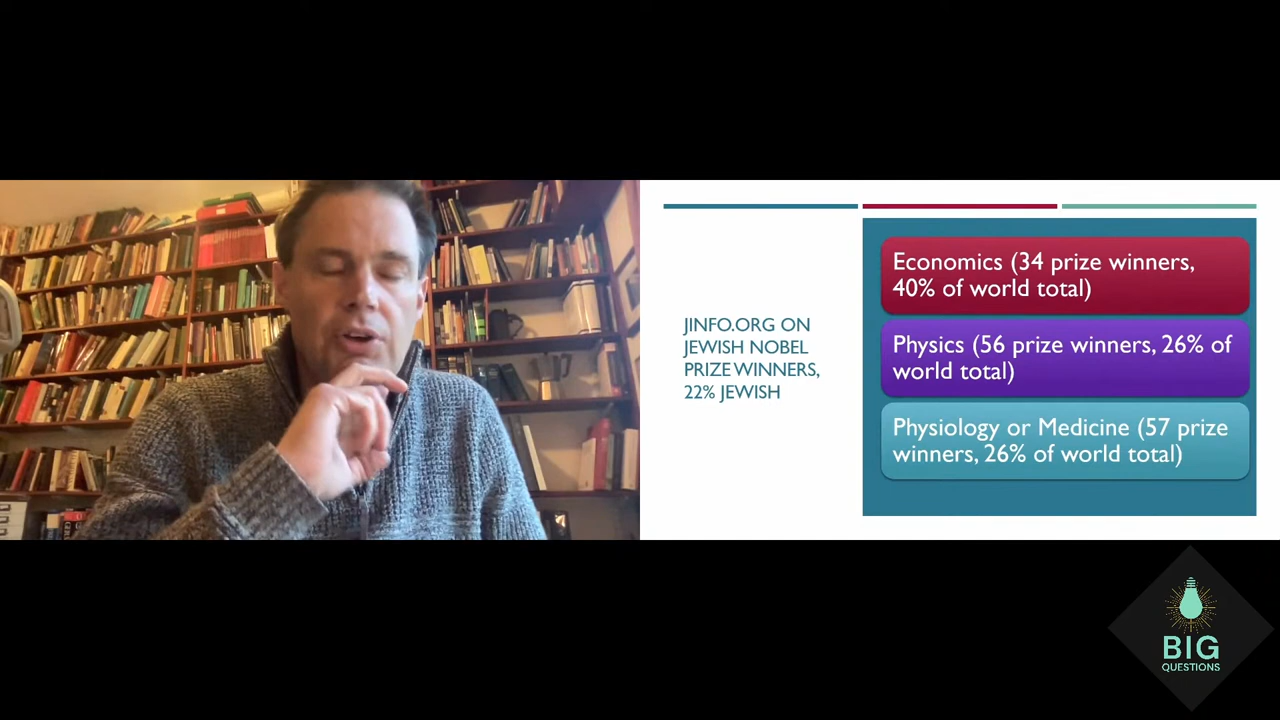 JINFO.ORG ON
JEWISH NOBEL
PRIZE WINNERS,
22% JEWISH
Economics (34 prize winners,
40% of world total)
Physics (56 prize winners, 26% of
world total)
Physiology or Medicine (57 prize
winners, 26% of world total)
BIG
QUESTIONS